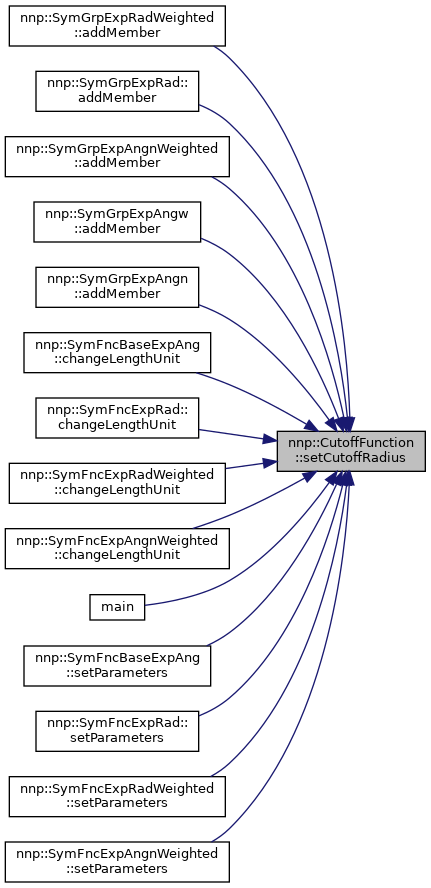 nnp::SymGrpExpRadWeighted
::addMember
nnp::SymGrpExpRad::
addMember
nnp::SymGrpExpAngnWeighted
::addMember
nnp::SymGrpExpAngw
::addMember
nnp::SymGrpExpAngn
::addMember
nnp::SymFncBaseExpAng
::changeLengthUnit
nnp::SymFncExpRad::
changeLengthUnit
nnp::CutoffFunction
::setCutoffRadius
nnp::SymFncExpRadWeighted
::changeLengthUnit
nnp::SymFncExpAngnWeighted
::changeLengthUnit
main
nnp::SymFncBaseExpAng
::setParameters
nnp::SymFncExpRad::
setParameters
nnp::SymFncExpRadWeighted
::setParameters
nnp::SymFncExpAngnWeighted
::setParameters